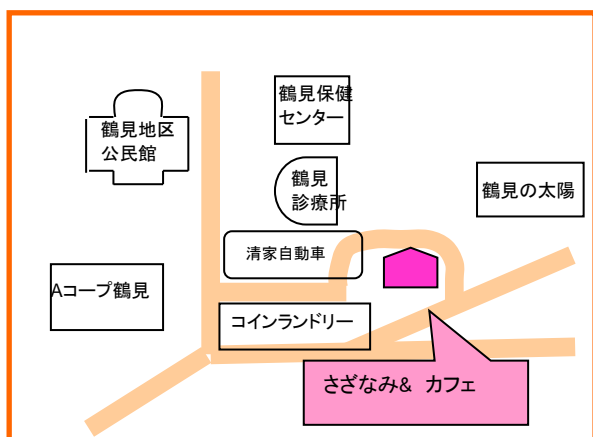 鶴見保健
センター
鶴見地区
公民館
鶴見
診療所
鶴見の太陽
清家自動車
Aコープ鶴見
コインランドリー
さざなみ& カフェ